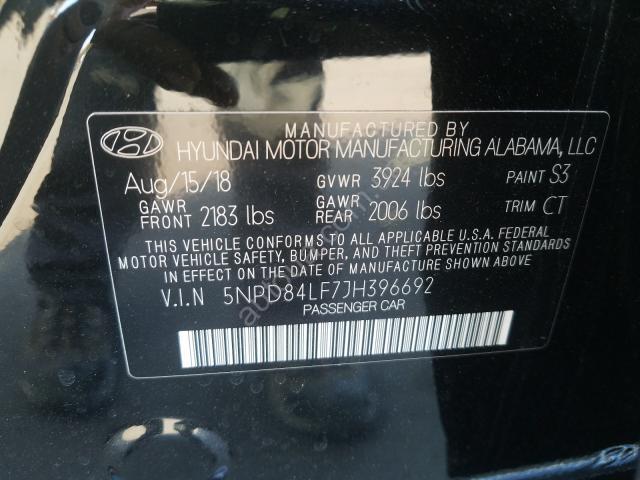 MANUFACTURED BY
HYUNDAI MOTOR MANUFACTURING ALABAMA, LLC
Aug/15/18 GVWR 3924 lbs PAINT S3
GAWR FRONT 2183 lbs GAWR REAR 2006 lbs TRIM CT
THIS VEHICLE CONFORMS TO ALL APPLICABLE U.S.A. FEDERAL
MOTOR VEHICLE SAFETY, BUMPER, AND THEFT PREVENTION STANDARDS
IN EFFECT ON THE DATE OF MANUFACTURE SHOWN ABOVE
V.I.N 5NPD84LF7JH396692
PASSENGER CAR